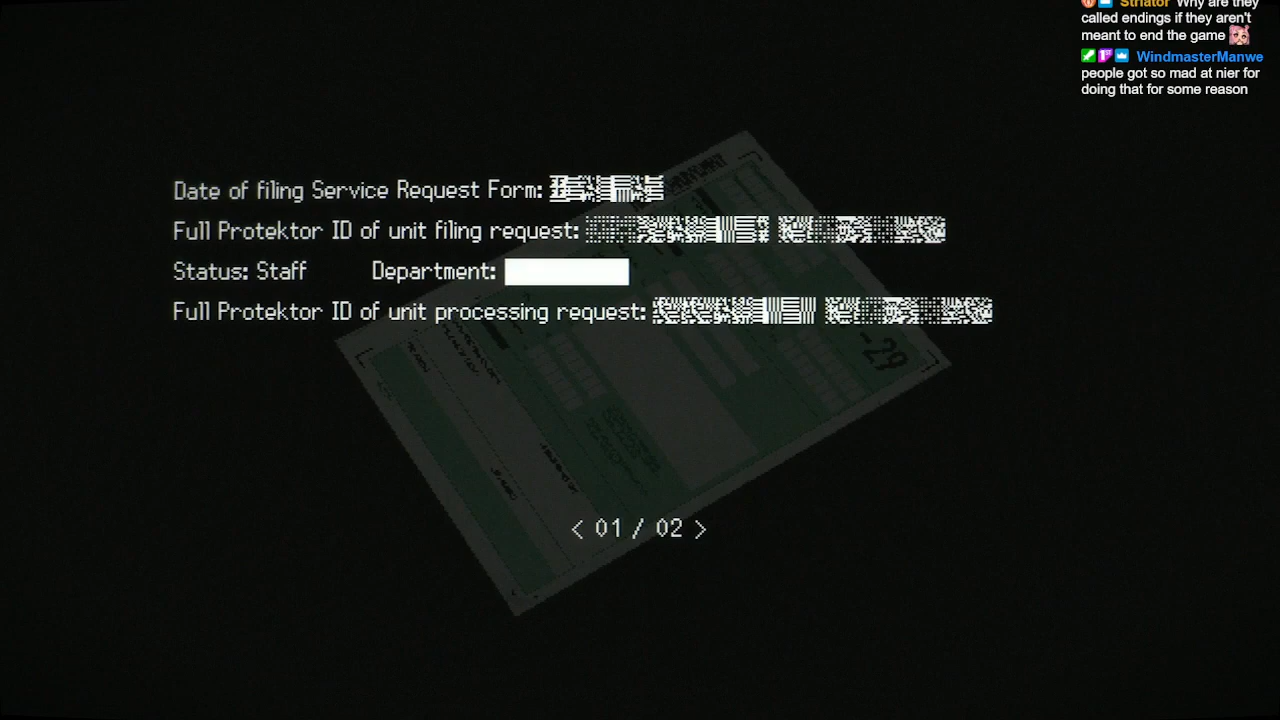 Striator Why are they
called endings if they aren't
meant to end the game
WindmasterManwe
people got so mad at nier for
doing that for some reason
Date of filing Service Request Form:
Full Protektor ID of unit filing request:
Status: Staff Department:
Full Protektor ID of unit processing request:
-29
< 01 / 02 >